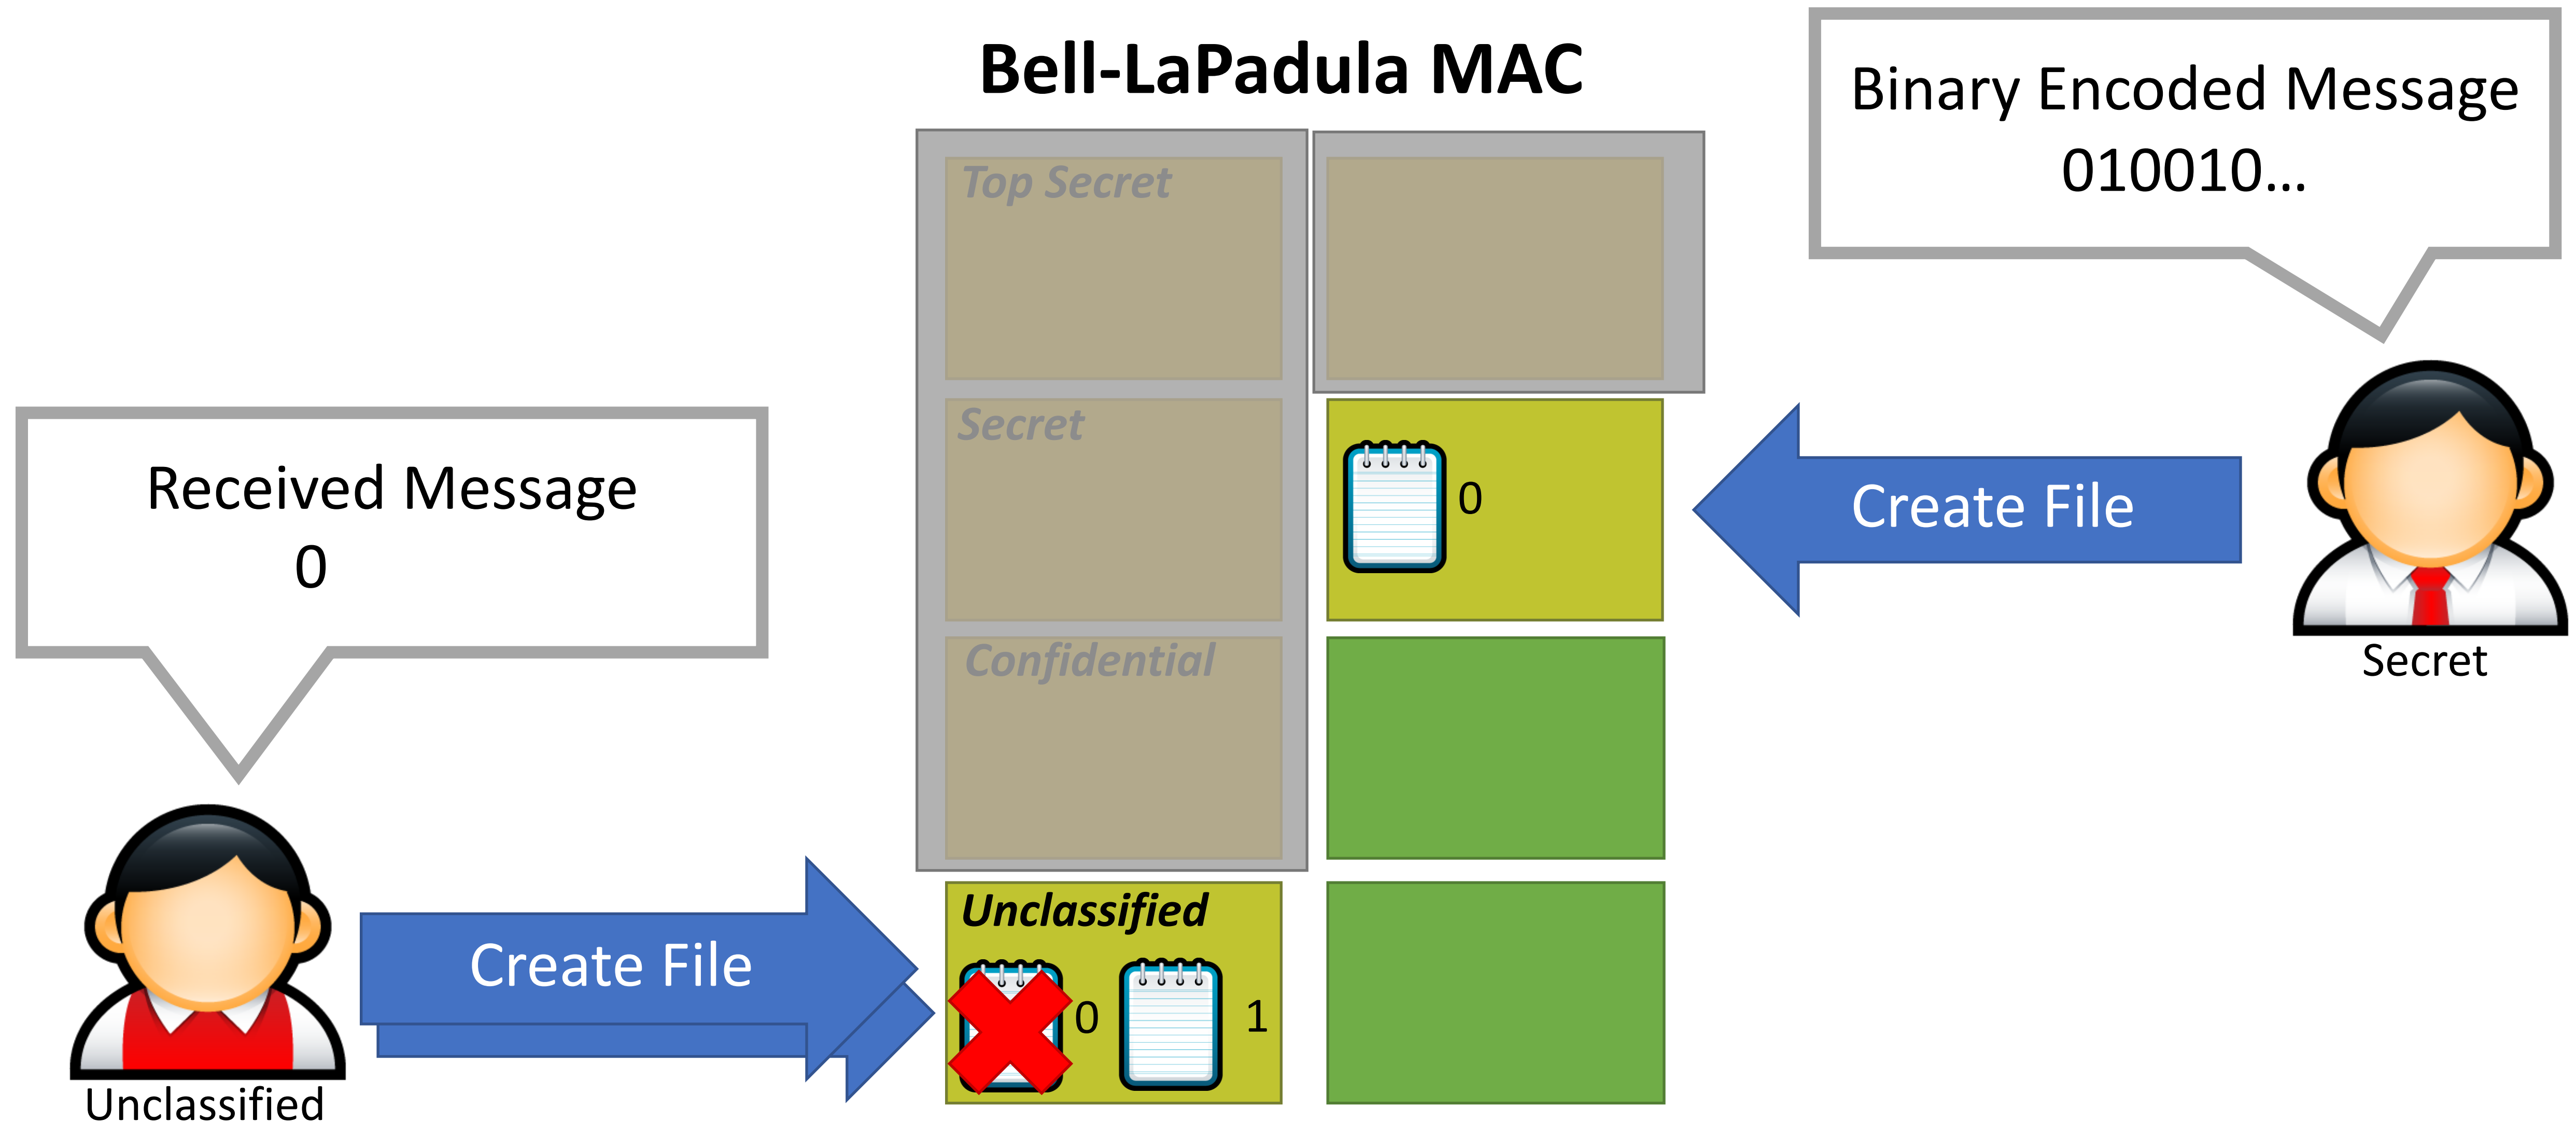 Bell-LaPadula MAC
Binary Encoded Message
010010...
Top Secret
Secret
0
Create File
Secret
Received Message
0
Confidential
Unclassified
0
1
Create File
Unclassified